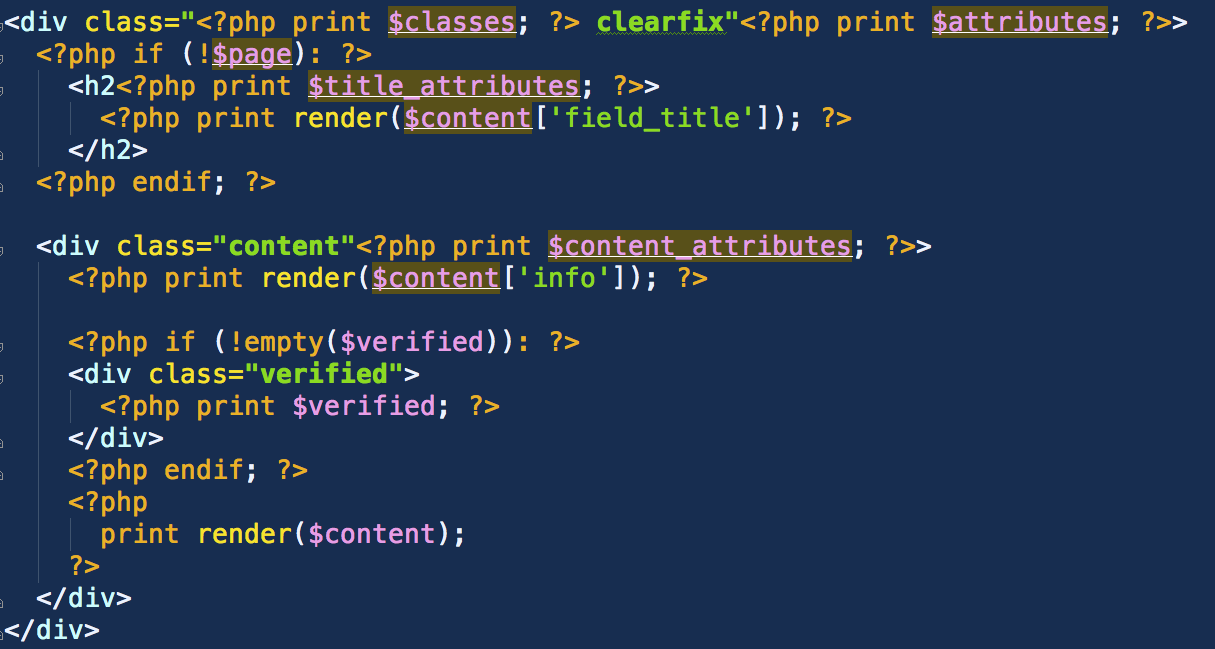 <div class="<?php print $classes; ?> clearfix"<?php print $attributes; ?>>
  <?php if (!$page): ?>
    <h2<?php print $title_attributes; ?>>
      <?php print render($content['field_title']); ?>
    </h2>
  <?php endif; ?>

  <div class="content"<?php print $content_attributes; ?>>
    <?php print render($content['info']); ?>

    <?php if (!empty($verified)): ?>
    <div class="verified">
      <?php print $verified; ?>
    </div>
    <?php endif; ?>
    <?php
      print render($content);
    ?>
  </div>
</div>